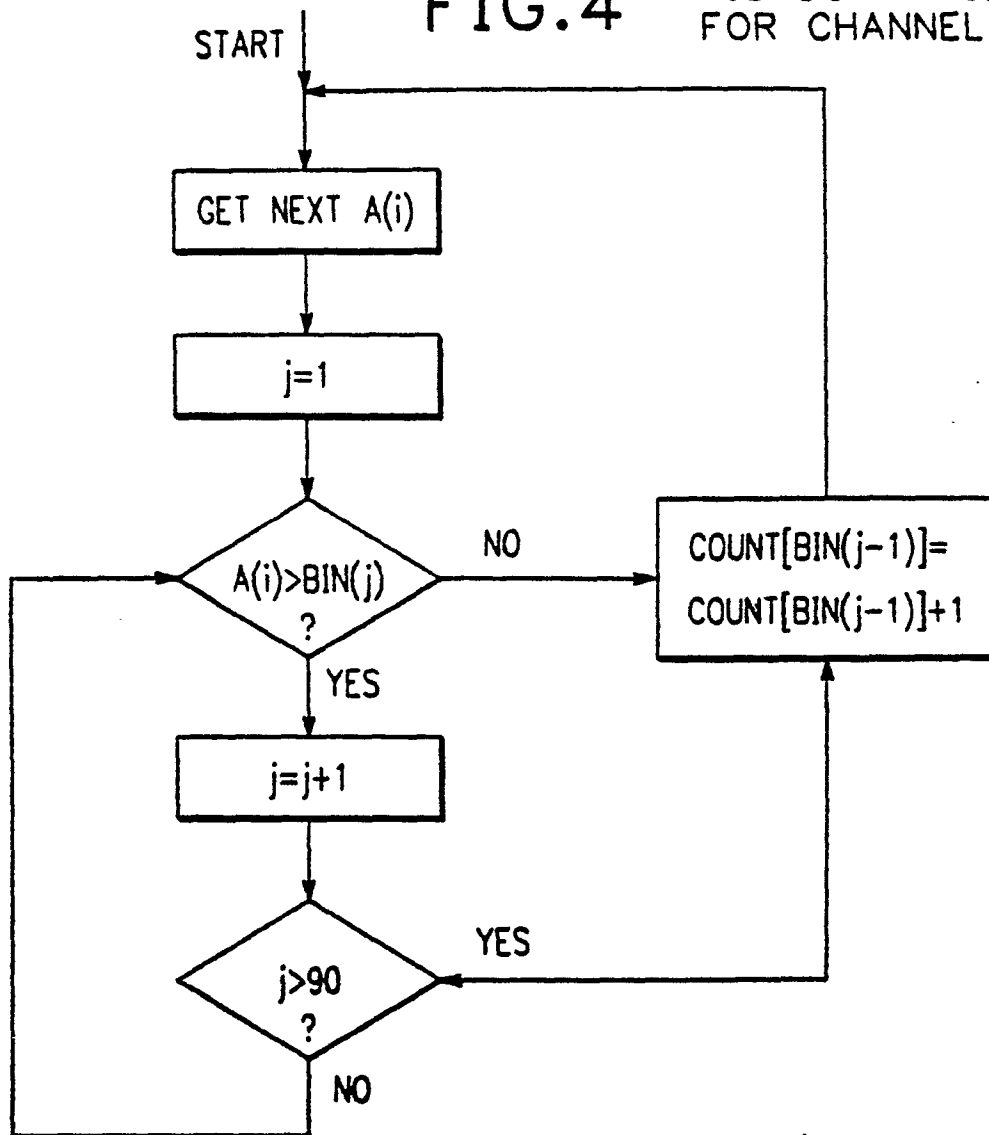 FIG.4
FOR CHANNEL
START
GET NEXT A(i)
j=1
A(i)>BIN(j)
?
NO
COUNT[BIN(j-1)]=
COUNT[BIN(j-1)]+1
YES
j=j+1
j>90
?
YES
NO